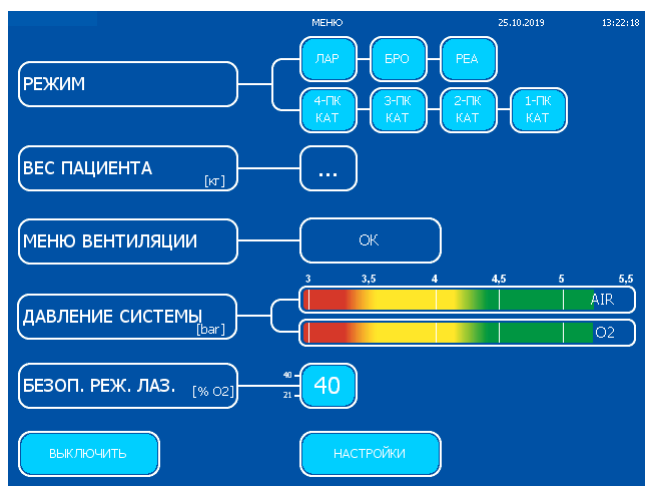 МЕНЮ 25.10.2019 13:22:18
РЕЖИМ
ЛАР БРО РЕА
4-ПК КАТ
3-ПК КАТ
2-ПК КАТ
1-ПК КАТ
ВЕС ПАЦИЕНТА [кг] ...
МЕНЮ ВЕНТИЛЯЦИИ ОК
3 3,5 4 4,5 5 5,5
ДАВЛЕНИЕ СИСТЕМЫ [bar]
AIR
O2
БЕЗОП. РЕЖ. ЛАЗ. [% O2]
40
21
40
ВЫКЛЮЧИТЬ НАСТРОЙКИ